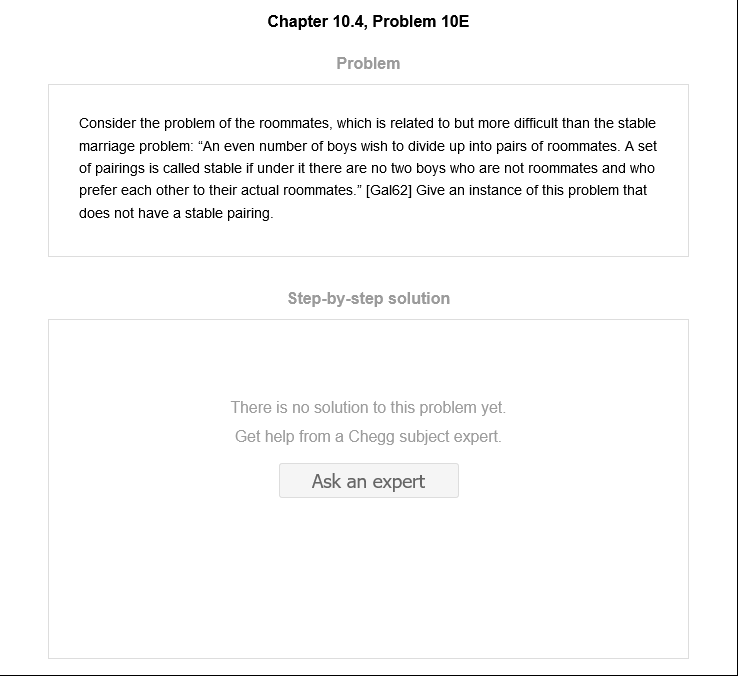 Chapter 10.4, Problem 10E
Problem
Consider the problem of the roommates, which is related to but more difficult than the stable
marriage problem: “An even number of boys wish to divide up into pairs of roommates. A set
of pairings is called stable if under it there are no two boys who are not roommates and who
prefer each other to their actual roommates.” [Gal62] Give an instance of this problem that
does not have a stable pairing.
Step-by-step solution
There is no solution to this problem yet.
Get help from a Chegg subject expert.
Ask an expert